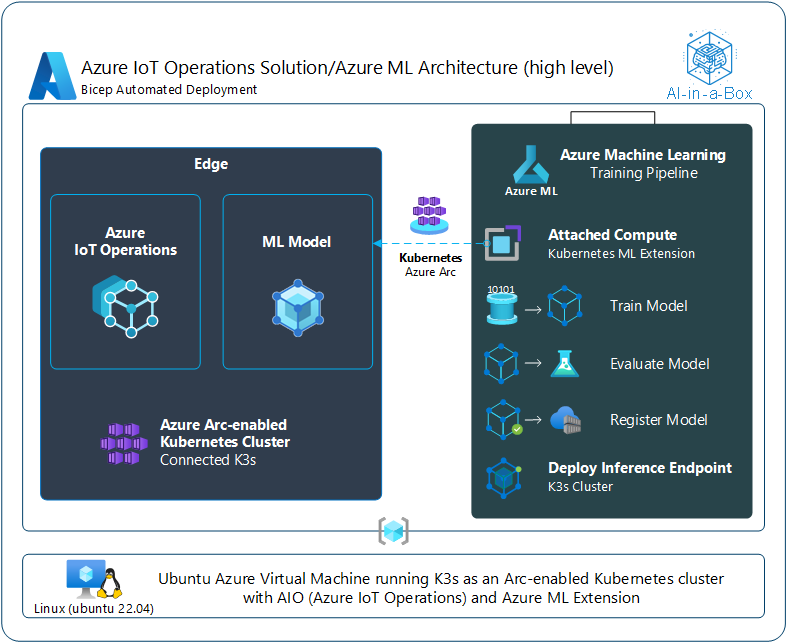 Azure IoT Operations Solution/Azure ML Architecture (high level)
Bicep Automated Deployment
AI-in-a-Box
Edge
Azure
IoT Operations
ML Model
Azure Arc-enabled
Kubernetes Cluster
Connected K3s
Kubernetes
Azure Arc
Azure Machine Learning
Training Pipeline
Azure ML
Attached Compute
Kubernetes ML Extension
10101
Train Model
Evaluate Model
Register Model
Deploy Inference Endpoint
K3s Cluster
Linux (ubuntu 22.04)
Ubuntu Azure Virtual Machine running K3s as an Arc-enabled Kubernetes cluster
with AIO (Azure IoT Operations) and Azure ML Extension